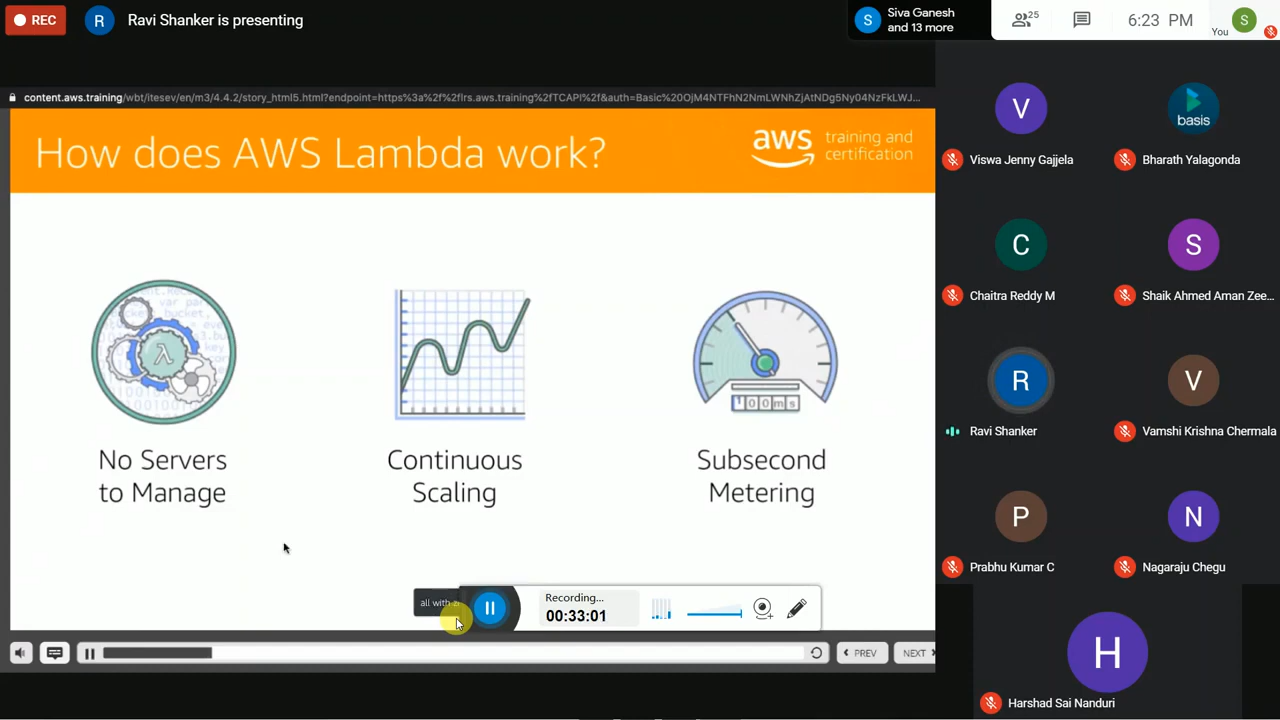 REC
R
Ravi Shanker is presenting
S
Siva Ganesh
and 13 more
25
6:23 PM
You
S
content.aws.training/wbt/itesev/en/m3/4.4.2/story_html5.html?endpoint=https%3a%2f%2flrs.aws.training%2fTCAPI%2f&auth=Basic%20OjM4NTFhN2NmLWNhZjAtNDg5Ny04NzFkLWJ...
How does AWS Lambda work?
aws
training and
certification
λ
100ms
No Servers
to Manage
Continuous
Scaling
Subsecond
Metering
all with
Recording...
00:33:01
PREV
NEXT
V
Viswa Jenny Gajjela
basis
Bharath Yalagonda
C
Chaitra Reddy M
S
Shaik Ahmed Aman Zee...
R
Ravi Shanker
V
Vamshi Krishna Chermala
P
Prabhu Kumar C
N
Nagaraju Chegu
H
Harshad Sai Nanduri